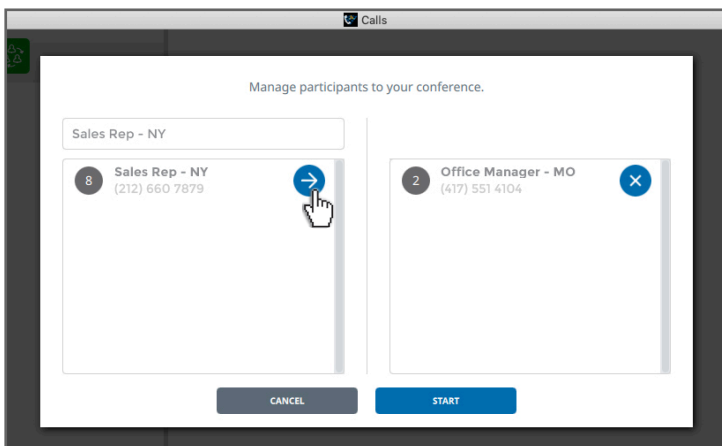 Calls
Manage participants to your conference.
Sales Rep - NY
8
Sales Rep - NY
(212) 660 7879
2
Office Manager - MO
(417) 551 4104
CANCEL
START